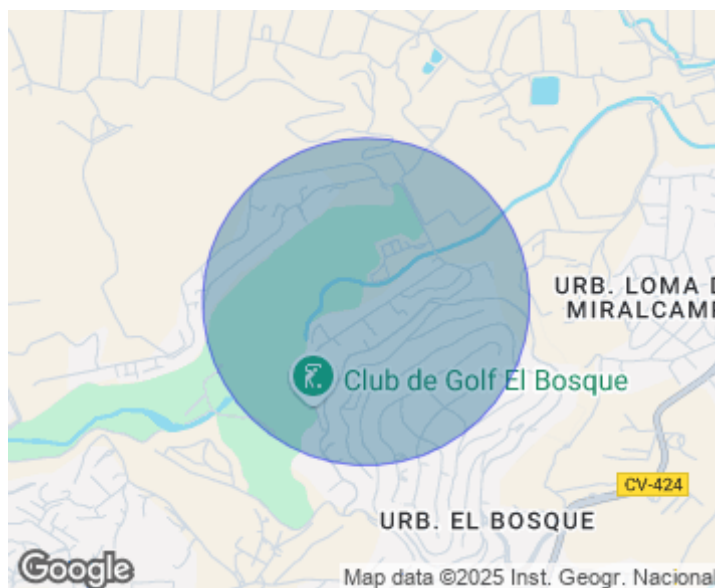 URB. LOMA D
MIRALCAMP
Club de Golf El Bosque
CV-424
URB. EL BOSQUE
Google
Map data ©2025 Inst. Geogr. Nacional